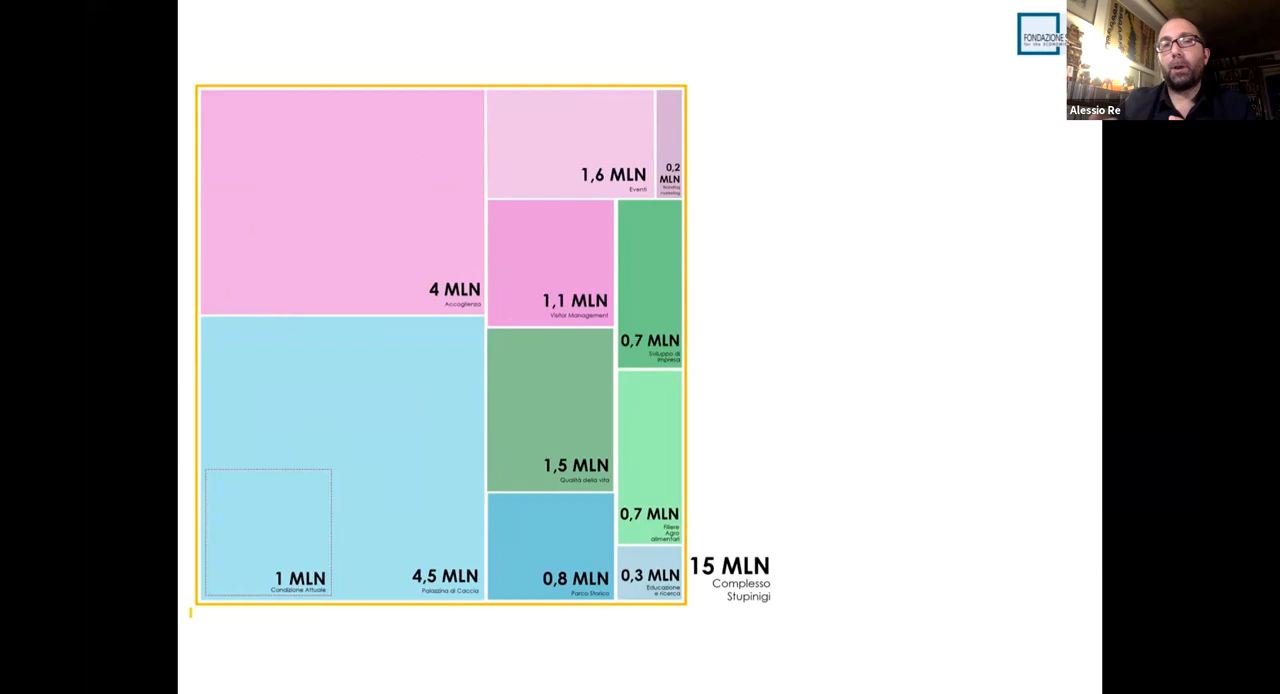 FONDAZIONE
for the ECONOMI
Alessio Re
1,6 MLN
Eventi
0,2
MLN
4 MLN
Accoglienza
1,1 MLN
Visitor Management
0,7 MLN
Sviluppo di
Impresa
1,5 MLN
Qualità della vita
0,7 MLN
Filiere
Agro
alimentari
1 MLN
Condizione Attuale
4,5 MLN
Palazzina di Caccia
0,8 MLN
Parco Storico
0,3 MLN
Educazione
e ricerca
15 MLN
Complesso
Stupinigi